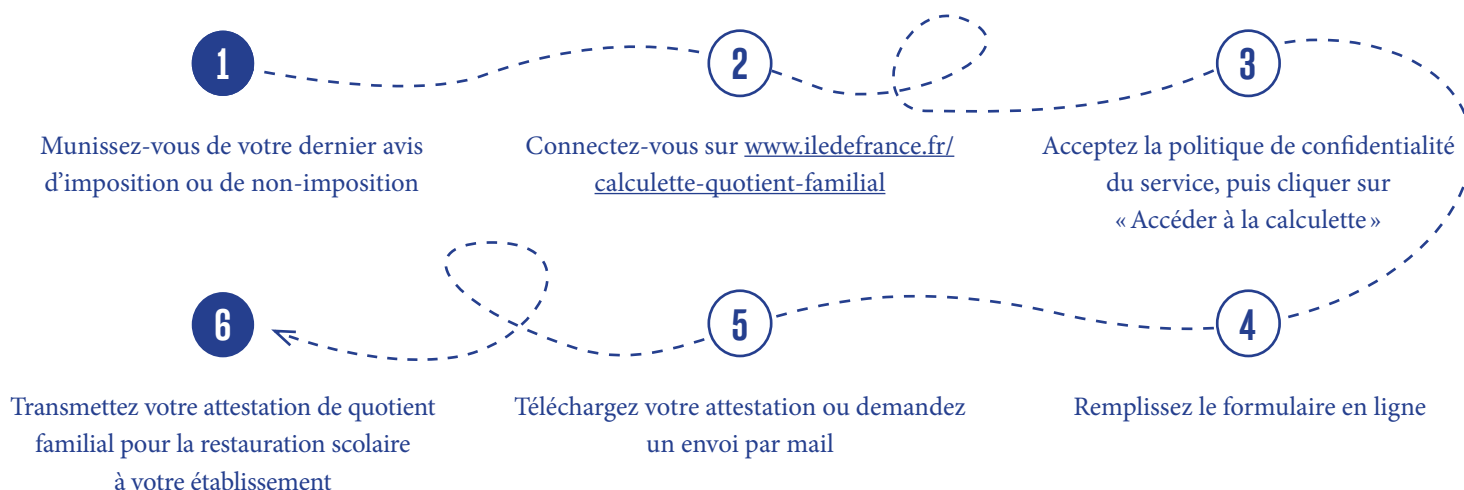 1
Munissez-vous de votre dernier avis
d’imposition ou de non-imposition
2
Connectez-vous sur www.iledefrance.fr/
calculette-quotient-familial
3
Acceptez la politique de confidentialité
du service, puis cliquer sur
« Accéder à la calculette »
4
Remplissez le formulaire en ligne
5
Téléchargez votre attestation ou demandez
un envoi par mail
6
Transmettez votre attestation de quotient
familial pour la restauration scolaire
à votre établissement